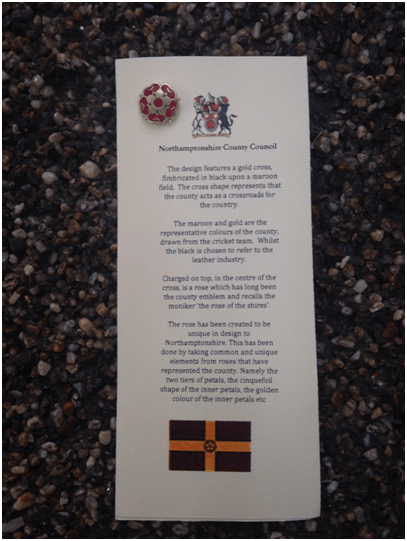 Northamptonshire County Council
The design features a gold cross,
fimbricated in black upon a maroon
field. The cross shape represents that
the county acts as a crossroads for
the country.
The maroon and gold are the
representative colours of the county,
drawn from the cricket team. Whilst
the black is chosen to refer to the
leather industry.
Charged on top, in the centre of the
cross, is a rose which has long been
the county emblem and recalls the
moniker 'the rose of the shires'.
The rose has been created to be
unique in design to
Northamptonshire. This has been
done by taking common and unique
elements from roses that have
represented the county. Namely the
two tiers of petals, the cinquefoil
shape of the inner petals, the golden
colour of the inner petals etc